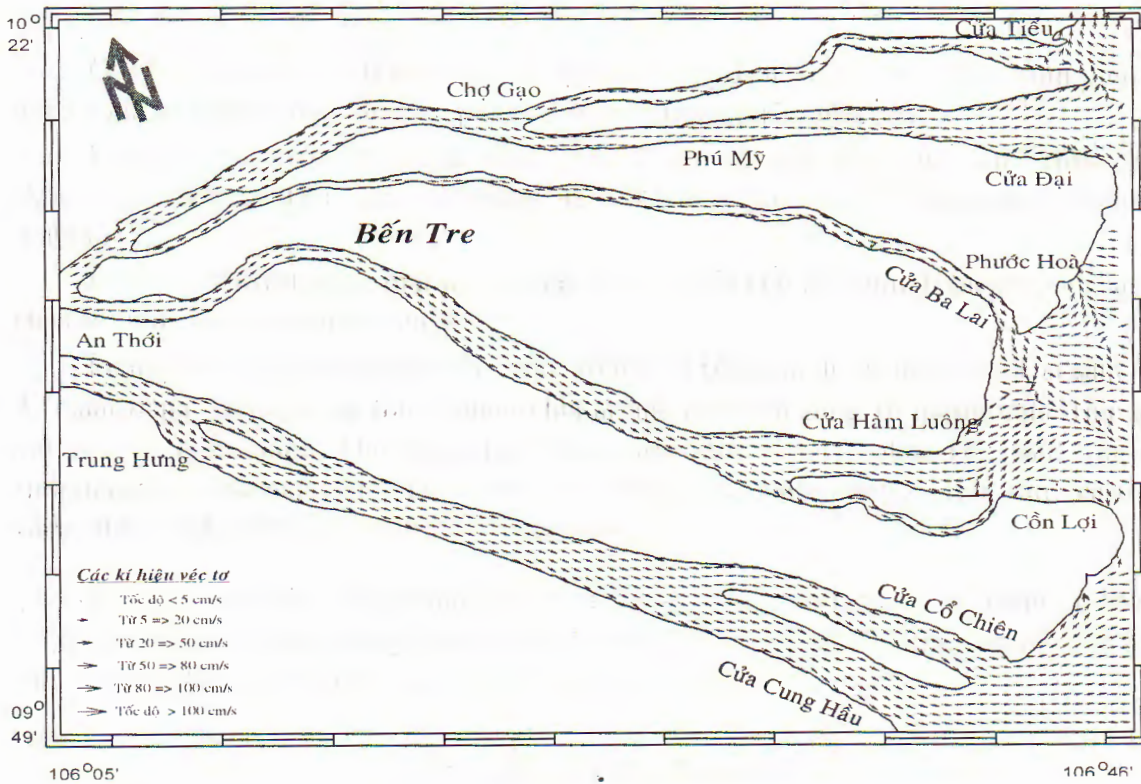 10°
22'
Cửa Tiểu
Chợ Gạo
Phú Mỹ
Cửa Đại
Bến Tre
Phước Hoà
Cửa Ba Lai
An Thới
Cửa Hàm Luông
Trung Hưng
Cồn Lợi
Các kí hiệu véc tơ
Tốc độ < 5 cm/s
Từ 5 => 20 cm/s
Từ 20 => 50 cm/s
Từ 50 => 80 cm/s
Từ 80 => 100 cm/s
Tốc độ > 100 cm/s
Cửa Cổ Chiên
Cửa Cung Hầu
09°
49'
106°05'
106°46'